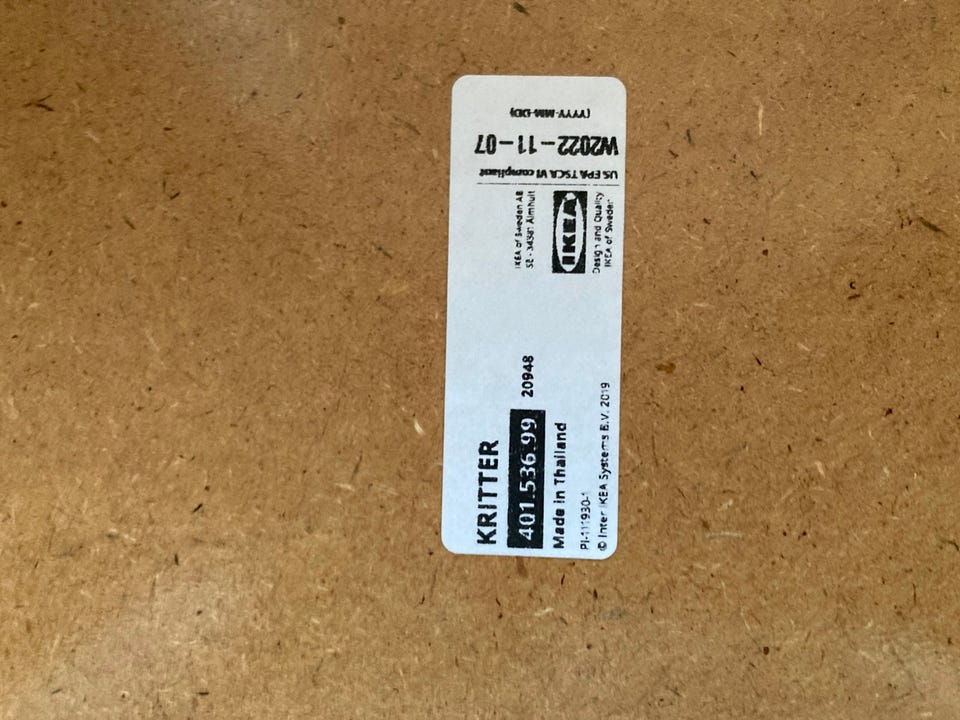 KRITTER
401.536.99 20948
Made in Thailand
PI-111930-1
© Inter IKEA Systems B.V. 2019
IKEA of Sweden AB
SE - 34381 Älmhult
IKEA
Design and Quality
IKEA of Sweden
US EPA TSCA VI compliant
W2022-11-07
(YYYY-MM-DD)